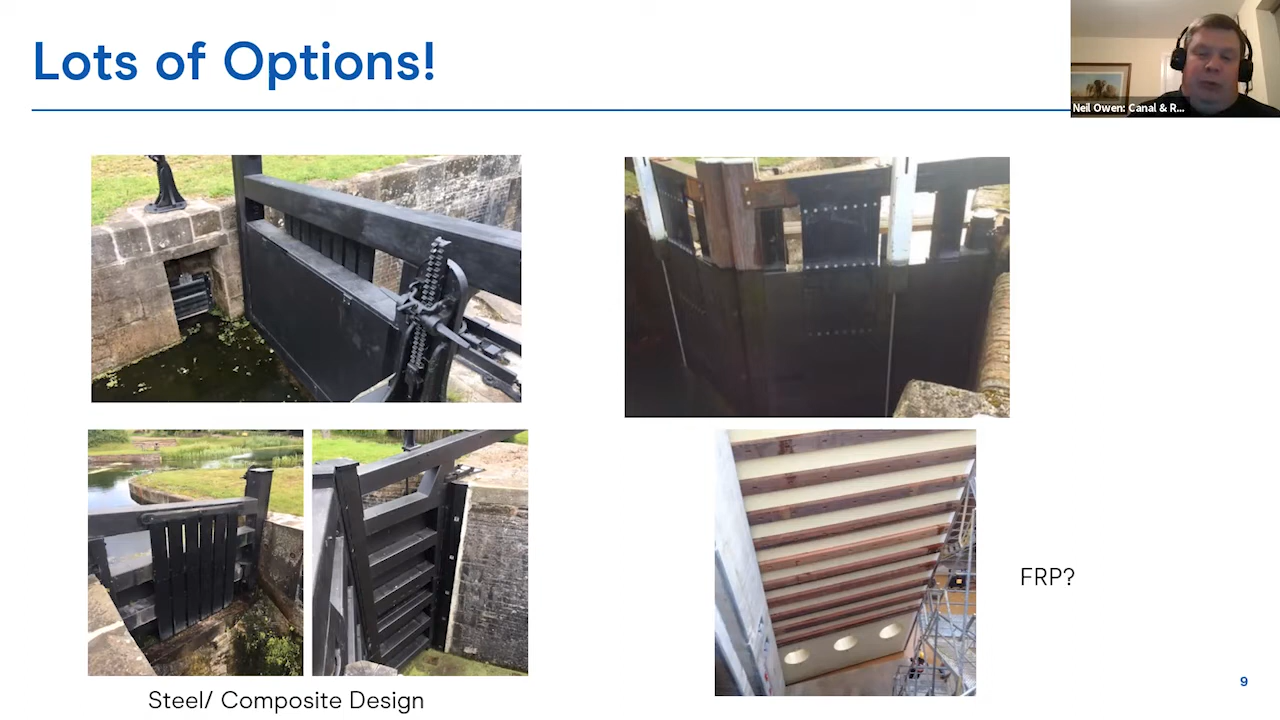 Lots of Options!
Neil Owen: Canal & R...
FRP?
Steel/ Composite Design
9